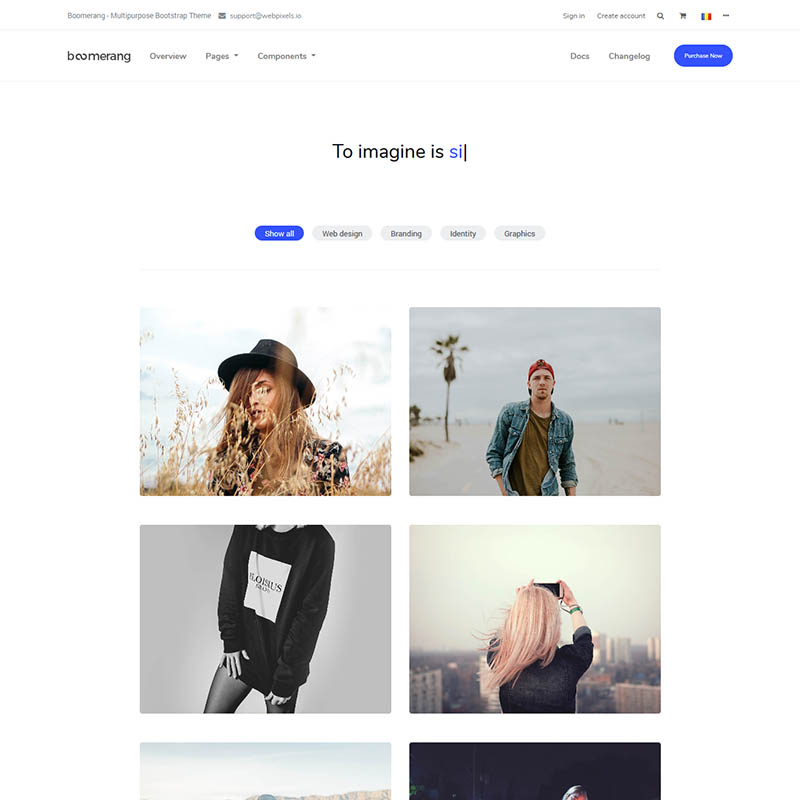 Boomerang - Multipurpose Bootstrap Theme support@webpixels.io Sign in Create account
boomerang Overview Pages Components Docs Changelog Purchase Now
To imagine is si
Show all Web design Branding Identity Graphics